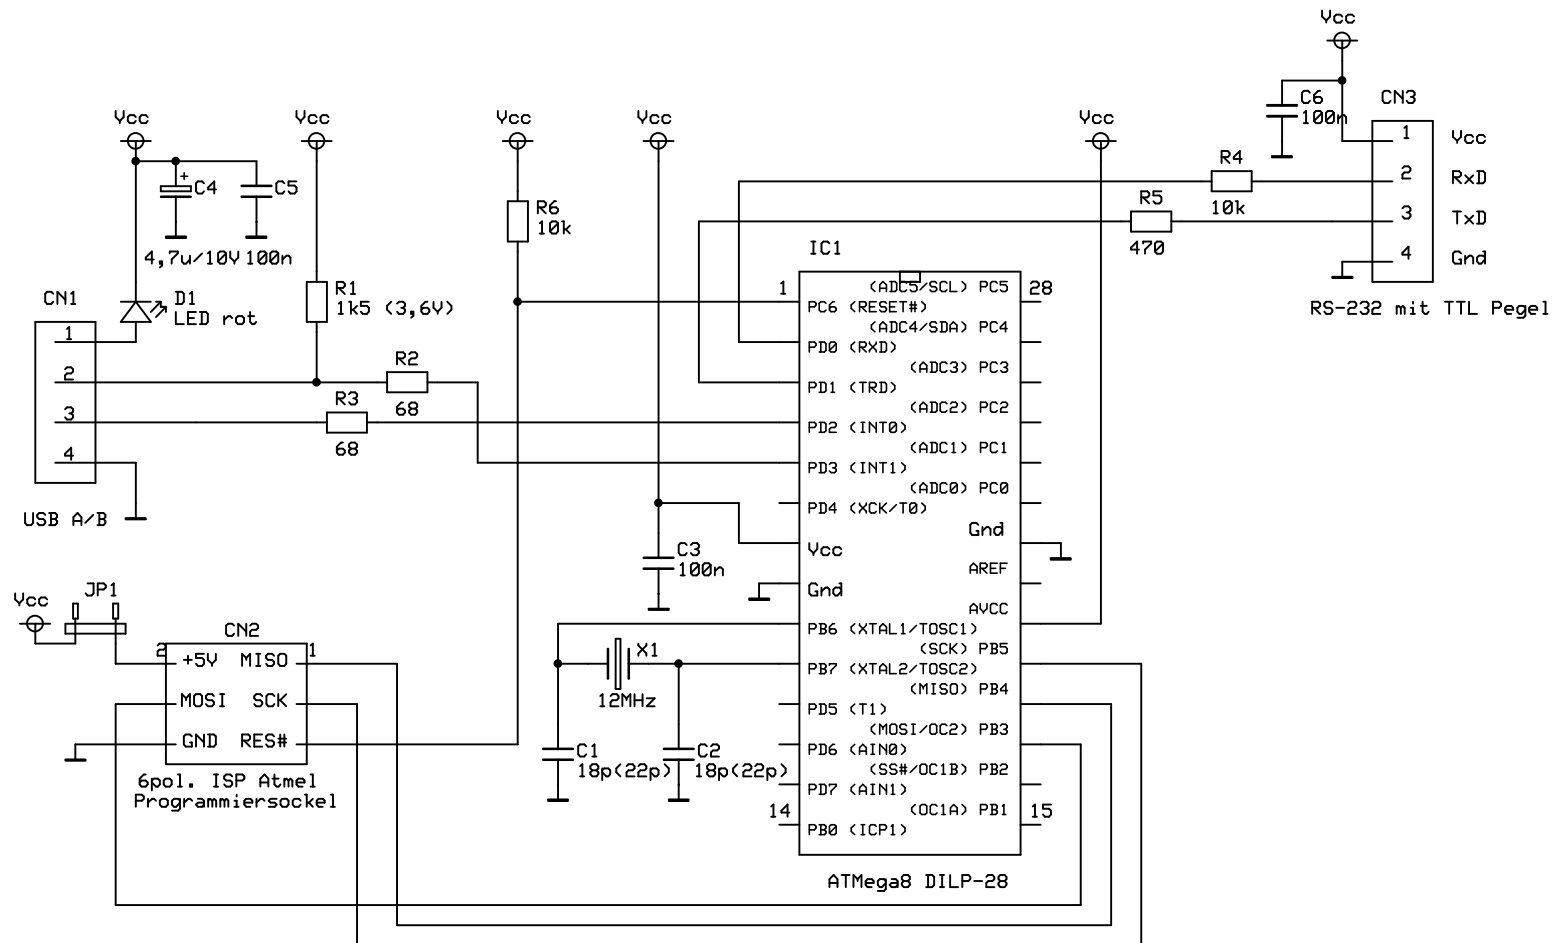 Vcc
C6
100n
CN3
1
Vcc
2
RxD
3
TxD
4
Gnd
RS-232 mit TTL Pegel
R4
10k
R5
470
Vcc
Vcc
Vcc
Vcc
Vcc
+
C4
C5
4,7u/10V
100n
CN1
D1
LED rot
R1
1k5 (3,6V)
R6
10k
1
2
3
4
USB A/B
R2
68
R3
68
IC1
1
28
PC6 (RESET#)
PD0 (RXD)
PD1 (TRD)
PD2 (INT0)
PD3 (INT1)
PD4 (XCK/T0)
Vcc
Gnd
PB6 (XTAL1/TOSC1)
PB7 (XTAL2/TOSC2)
PD5 (T1)
PD6 (AIN0)
PD7 (AIN1)
PB0 (ICP1)
14
(ADC5/SCL) PC5
(ADC4/SDA) PC4
(ADC3) PC3
(ADC2) PC2
(ADC1) PC1
(ADC0) PC0
Gnd
AREF
AVCC
(SCK) PB5
(MISO) PB4
(MOSI/OC2) PB3
(SS#/OC1B) PB2
(OC1A) PB1
15
ATMega8 DILP-28
C3
100n
X1
12MHz
C1
18p(22p)
C2
18p(22p)
Vcc
JP1
CN2
2
1
+5V MISO
MOSI SCK
GND RES#
6pol. ISP Atmel
Programmiersockel